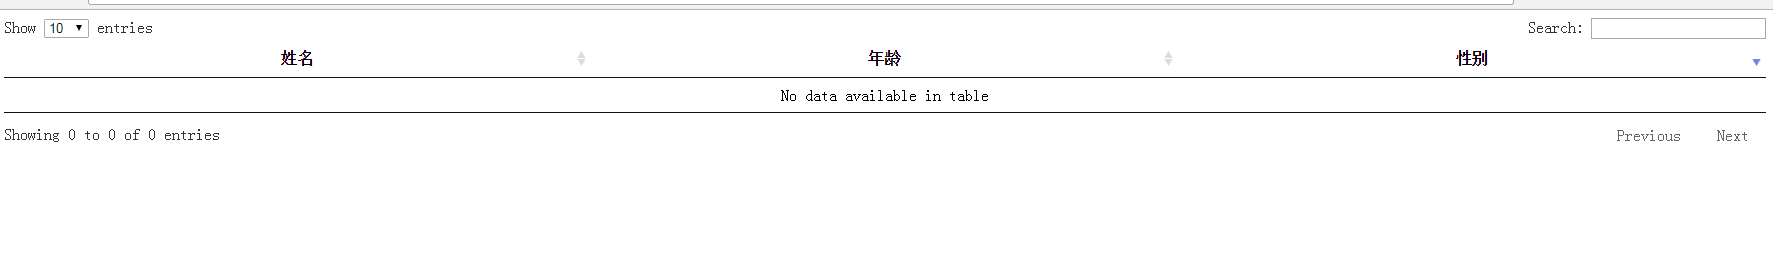 Show 10 entries Search:
姓名 年龄 性别
No data available in table
Showing 0 to 0 of 0 entries Previous Next